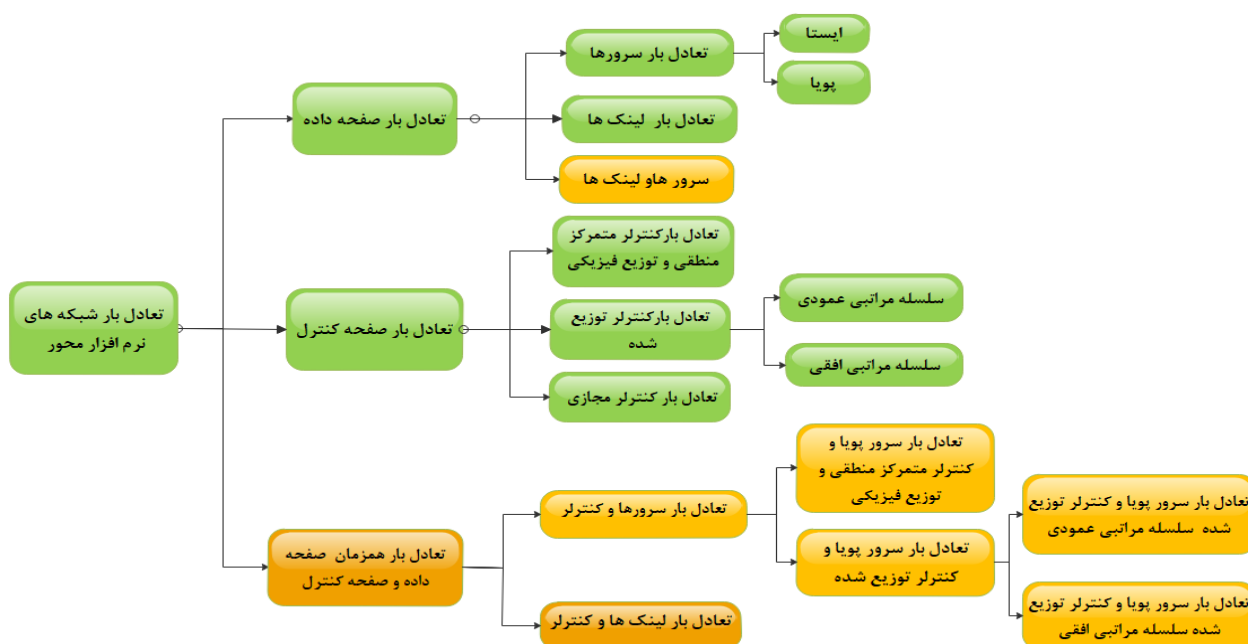 تعادل بار شبکه های
نرم افزار محور
تعادل بار صفحه داده
تعادل بار سرورها
ایستا
پویا
تعادل بار لینک ها
سرور هاو لینک ها
تعادل بار صفحه کنترل
تعادل بارکنترلر متمرکز
منطقی و توزیع فیزیکی
تعادل بارکنترلر توزیع
شده
سلسله مراتبی عمودی
سلسله مراتبی افقی
تعادل بار کنترلر مجازی
تعادل بار همزمان صفحه
داده و صفحه کنترل
تعادل بار سرورها و کنترلر
تعادل بار سرور پویا و
کنترلر متمرکز منطقی و
توزیع فیزیکی
تعادل بار سرور پویا و
کنترلر توزیع شده
تعادل بار سرور پویا و کنترلر توزیع
شده سلسله مراتبی عمودی
تعادل بار سرور پویا و کنترلر توزیع
شده سلسله مراتبی افقی
تعادل بار لینک ها و کنترلر